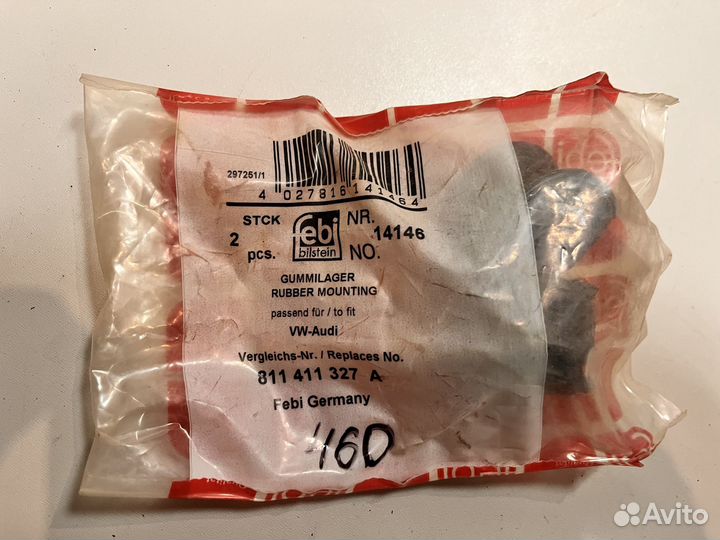 297251/1
4 027816 141464
2 STCK pcs.
febi bilstein
NR. NO. 14146
GUMMILAGER
RUBBER MOUNTING
passend für / to fit
VW-Audi
Vergleichs-Nr. / Replaces No.
811 411 327 A
Febi Germany
460
Avito